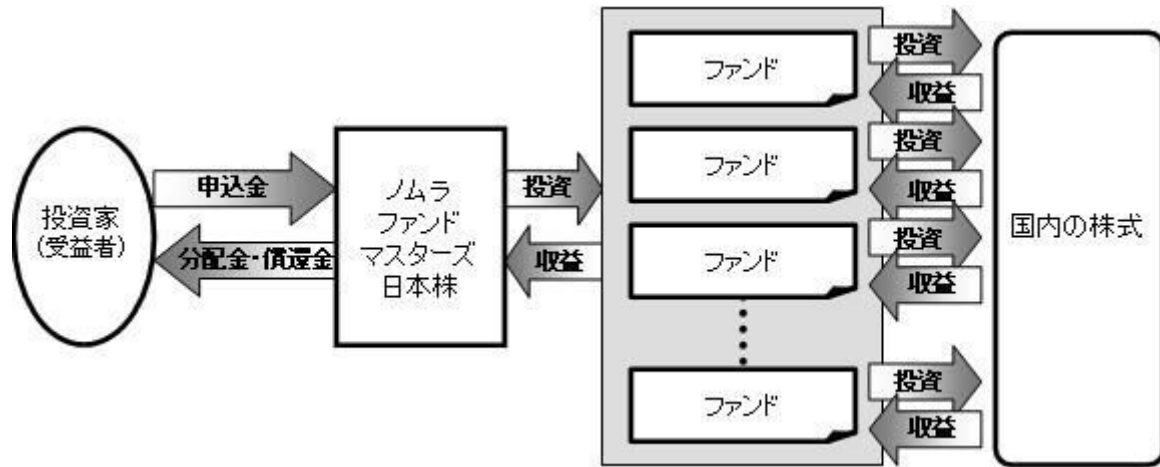 投資家
(受益者)
申込金
分配金・償還金
ノムラ
ファンド
マスターズ
日本株
投資
収益
ファンド
投資
収益
ファンド
投資
収益
ファンド
投資
収益
ファンド
投資
収益
国内の株式